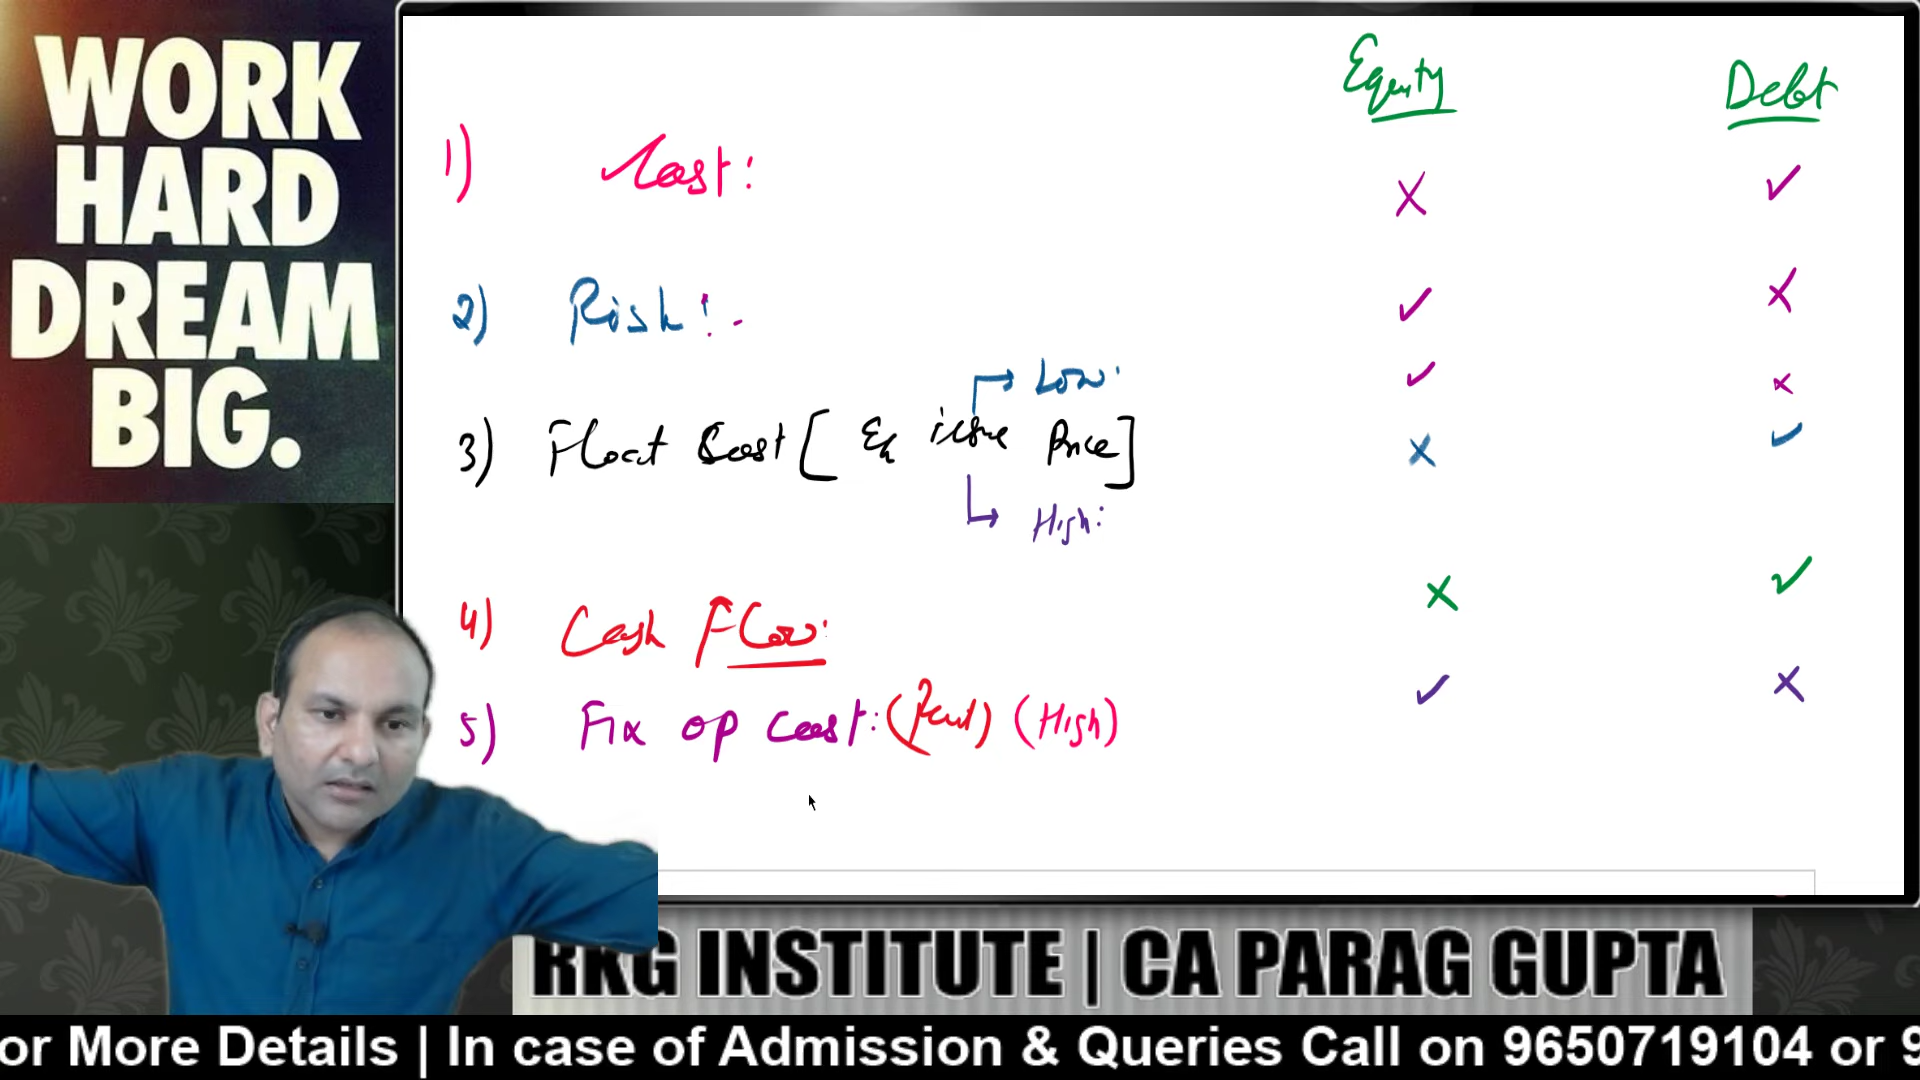 WORK
HARD
DREAM
BIG.
Equity Debt
1) Cost: X ✓
2) Risk: - ✓ X
Low: ✓ X
3) Float Cost [Eq issue Price] X ✓
High:
4) Cash Flow: X ✓
5) Fix op cost: (Rent) (High) ✓ X
RKG INSTITUTE | CA PARAG GUPTA
or More Details | In case of Admission & Queries Call on 9650719104 or 9